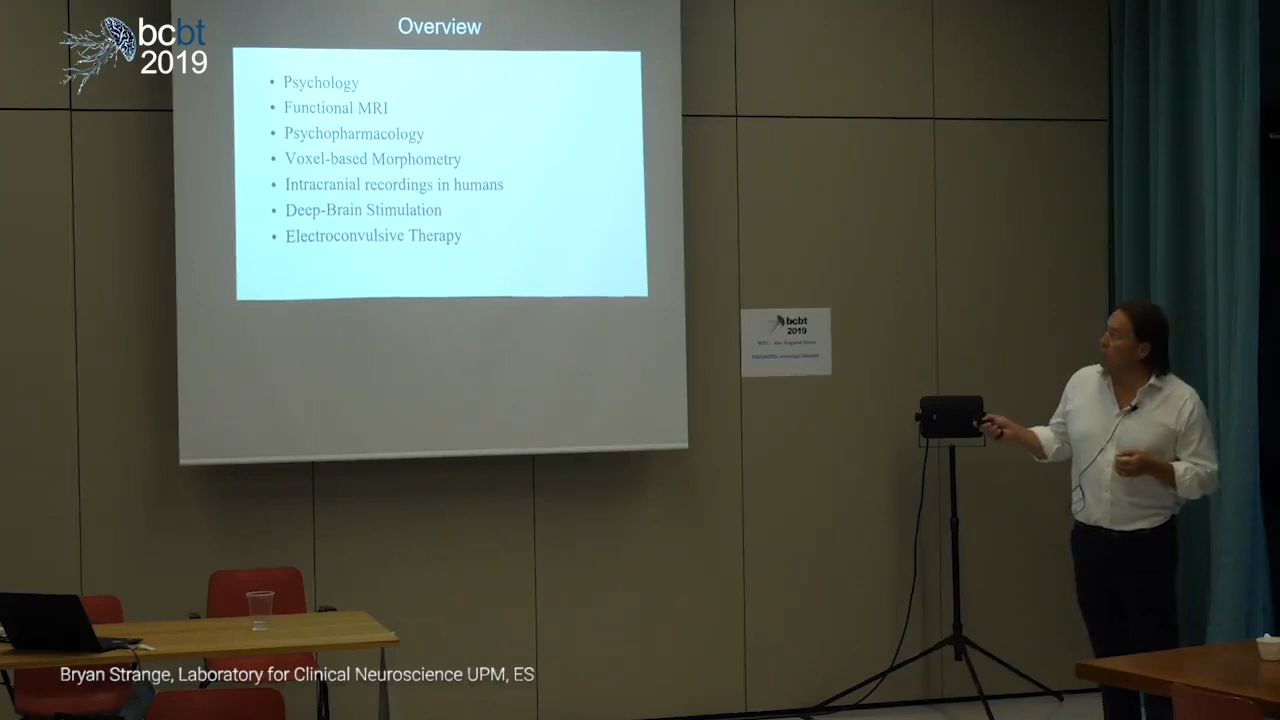 bcbt
2019
Overview
• Psychology
• Functional MRI
• Psychopharmacology
• Voxel-based Morphometry
• Intracranial recordings in humans
• Deep-Brain Stimulation
• Electroconvulsive Therapy
bcbt
2019
Bryan Strange, Laboratory for Clinical Neuroscience UPM, ES